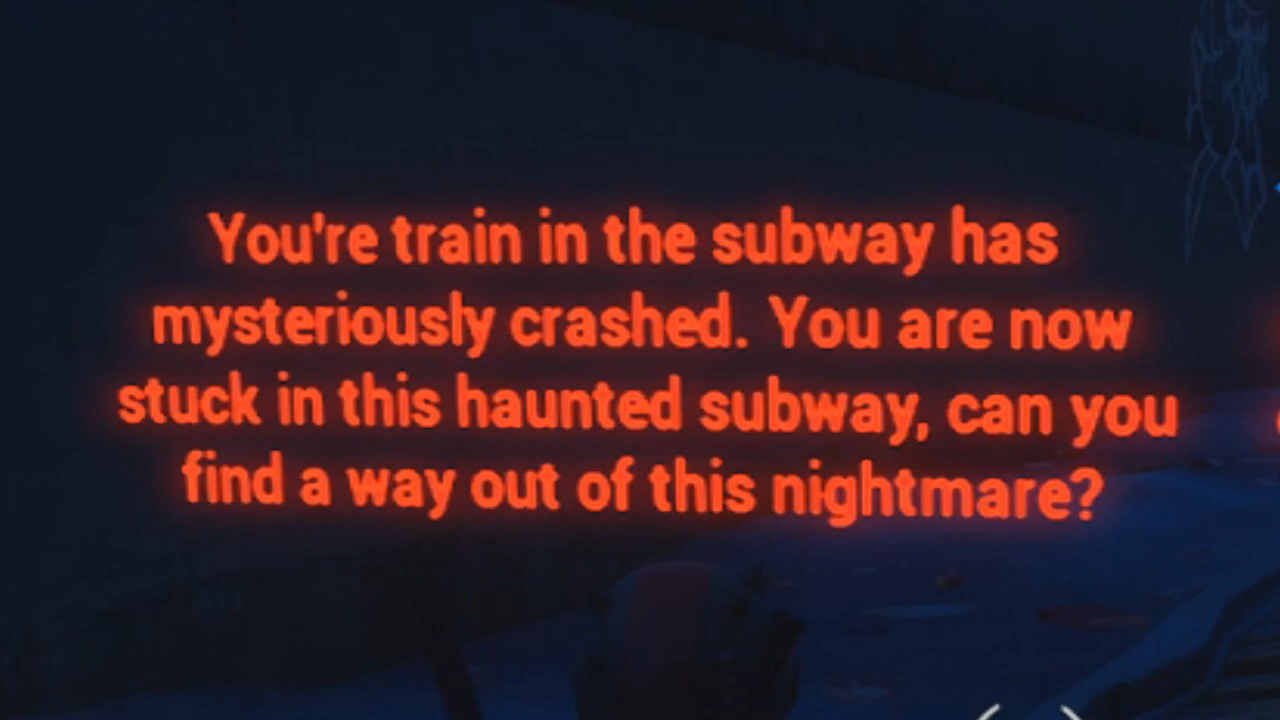 You're train in the subway has
mysteriously crashed. You are now
stuck in this haunted subway, can you
find a way out of this nightmare?